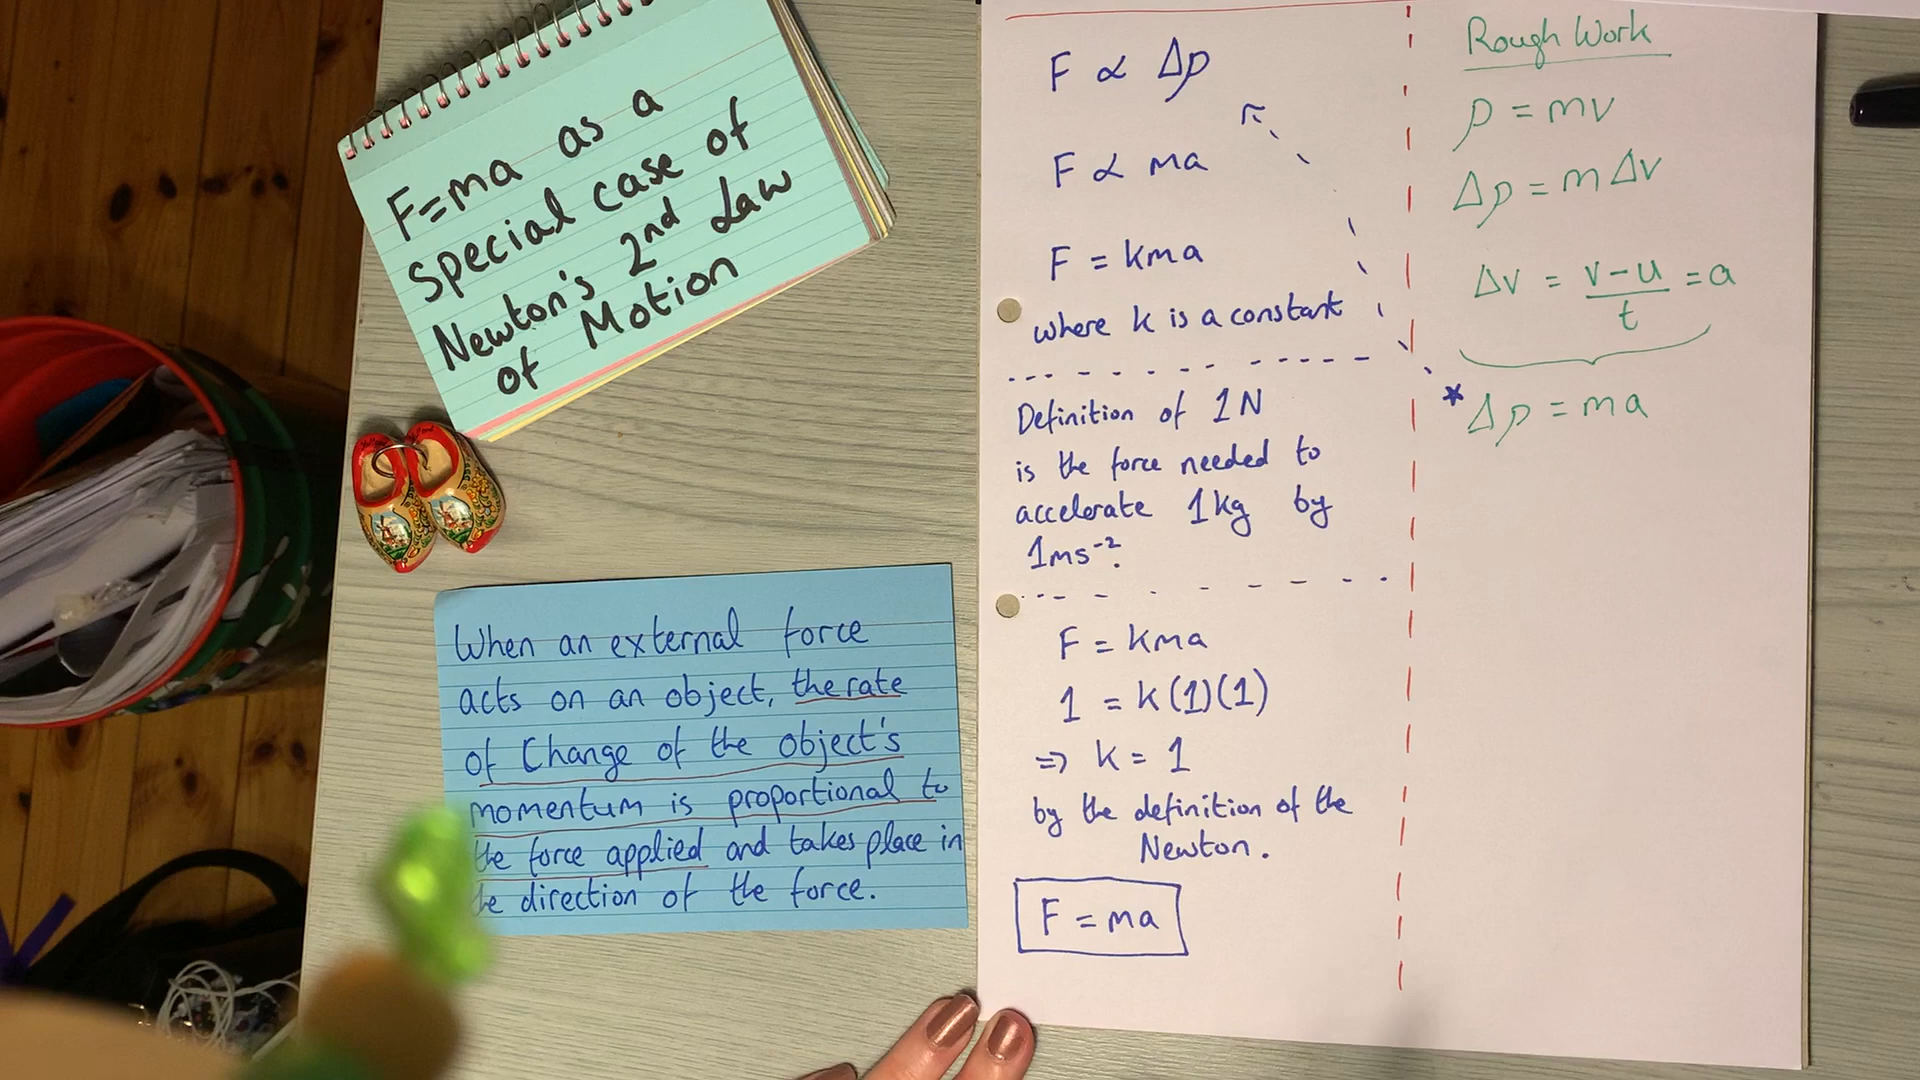 F=ma as a
special case of
Newton's 2nd Law
of Motion
When an external force
acts on an object, the rate
of Change of the object's
momentum is proportional to
the force applied and takes place in
the direction of the force.
F ∝ Δp
F ∝ ma
F = kma
where k is a constant
Definition of 1N
is the force needed to
accelerate 1kg by
1ms⁻².
F = kma
1 = k(1)(1)
⇒ k = 1
by the definition of the
Newton.
F = ma
Rough Work
p = mv
Δp = mΔv
Δv = v-u/t = a
* Δp = ma